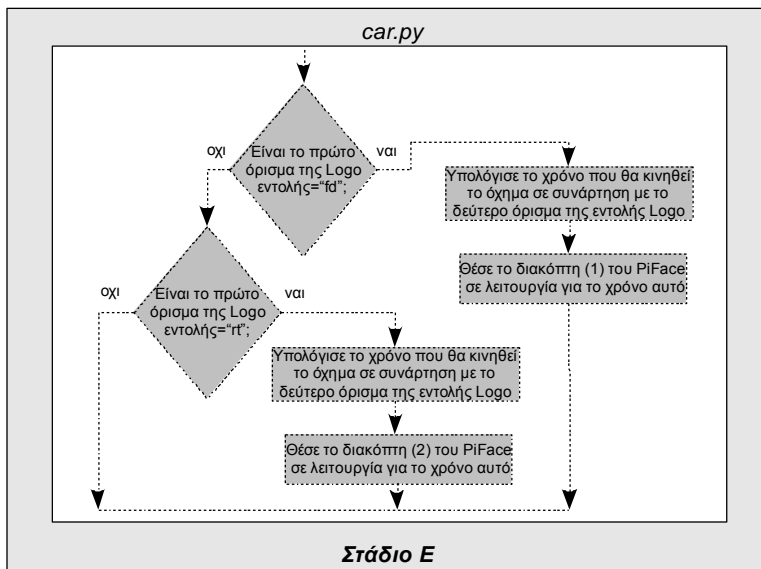 car.py
Είναι το πρώτο
όρισμα της Logo
εντολής=“fd”;
οχι
ναι
Υπολόγισε το χρόνο που θα κινηθεί
το όχημα σε συνάρτηση με το
δεύτερο όρισμα της εντολής Logo
Θέσε το διακόπτη (1) του PiFace
σε λειτουργία για το χρόνο αυτό
Είναι το πρώτο
όρισμα της Logo
εντολής=“rt”;
οχι
ναι
Υπολόγισε το χρόνο που θα κινηθεί
το όχημα σε συνάρτηση με το
δεύτερο όρισμα της εντολής Logo
Θέσε το διακόπτη (2) του PiFace
σε λειτουργία για το χρόνο αυτό
Στάδιο Ε